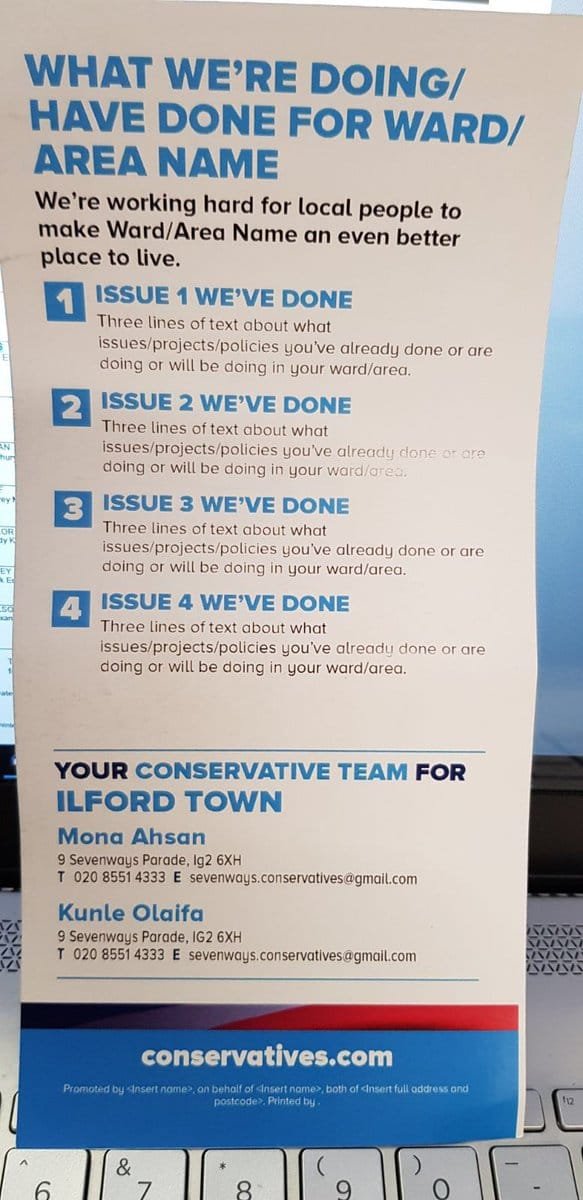 WHAT WE'RE DOING/
HAVE DONE FOR WARD/
AREA NAME
We're working hard for local people to
make Ward/Area Name an even better
place to live.
1 ISSUE 1 WE'VE DONE
Three lines of text about what
issues/projects/policies you've already done or are
doing or will be doing in your ward/area.
2 ISSUE 2 WE'VE DONE
Three lines of text about what
issues/projects/policies you've already done or are
doing or will be doing in your ward/area.
3 ISSUE 3 WE'VE DONE
Three lines of text about what
issues/projects/policies you've already done or are
doing or will be doing in your ward/area.
4 ISSUE 4 WE'VE DONE
Three lines of text about what
issues/projects/policies you've already done or are
doing or will be doing in your ward/area.
YOUR CONSERVATIVE TEAM FOR
ILFORD TOWN
Mona Ahsan
9 Sevenways Parade, Ig2 6XH
T 020 8551 4333 E sevenways.conservatives@gmail.com
Kunle Olaifa
9 Sevenways Parade, IG2 6XH
T 020 8551 4333 E sevenways.conservatives@gmail.com
conservatives.com
Promoted by <Insert name>, on behalf of <Insert name>, both of <Insert full address and
postcode>. Printed by .
f12
^ & * ( ) —
6 7 8 9 0 -